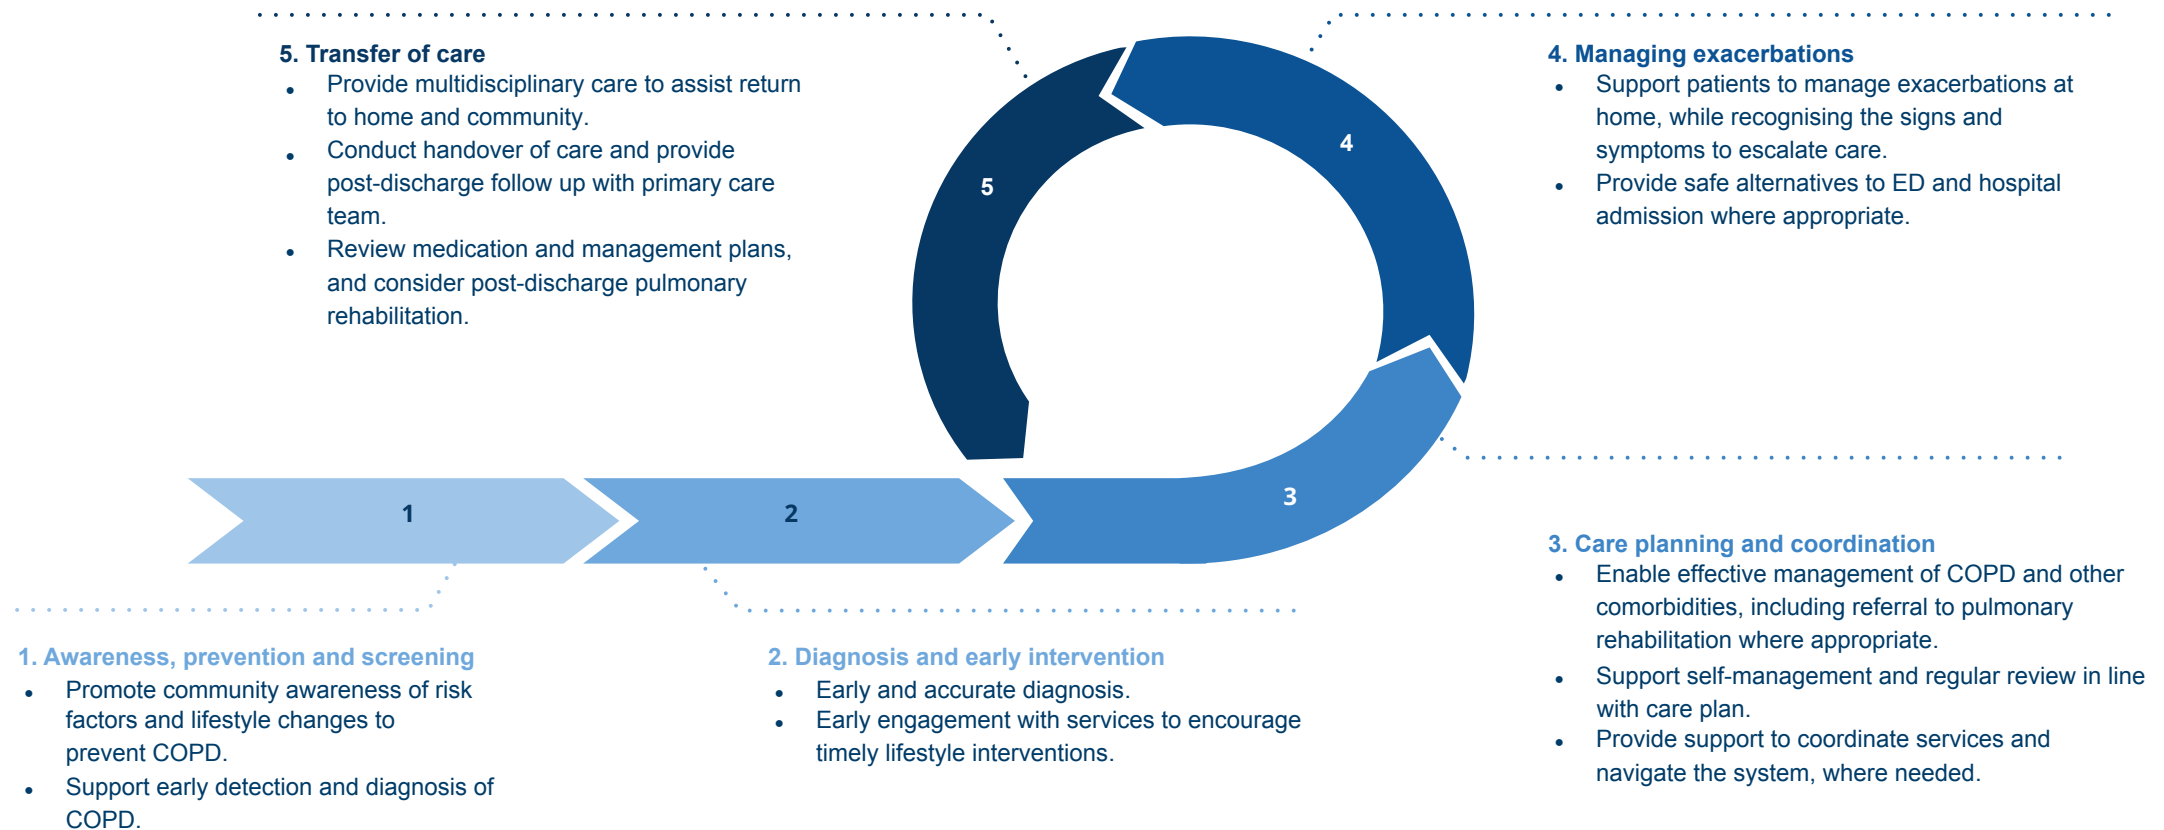 5. Transfer of care
• Provide multidisciplinary care to assist return
to home and community.
• Conduct handover of care and provide
post-discharge follow up with primary care
team.
• Review medication and management plans,
and consider post-discharge pulmonary
rehabilitation.
4. Managing exacerbations
• Support patients to manage exacerbations at
home, while recognising the signs and
symptoms to escalate care.
• Provide safe alternatives to ED and hospital
admission where appropriate.
4
5
3
1
2
3. Care planning and coordination
• Enable effective management of COPD and other
comorbidities, including referral to pulmonary
rehabilitation where appropriate.
• Support self-management and regular review in line
with care plan.
• Provide support to coordinate services and
navigate the system, where needed.
1. Awareness, prevention and screening
• Promote community awareness of risk
factors and lifestyle changes to
prevent COPD.
• Support early detection and diagnosis of
COPD.
2. Diagnosis and early intervention
• Early and accurate diagnosis.
• Early engagement with services to encourage
timely lifestyle interventions.